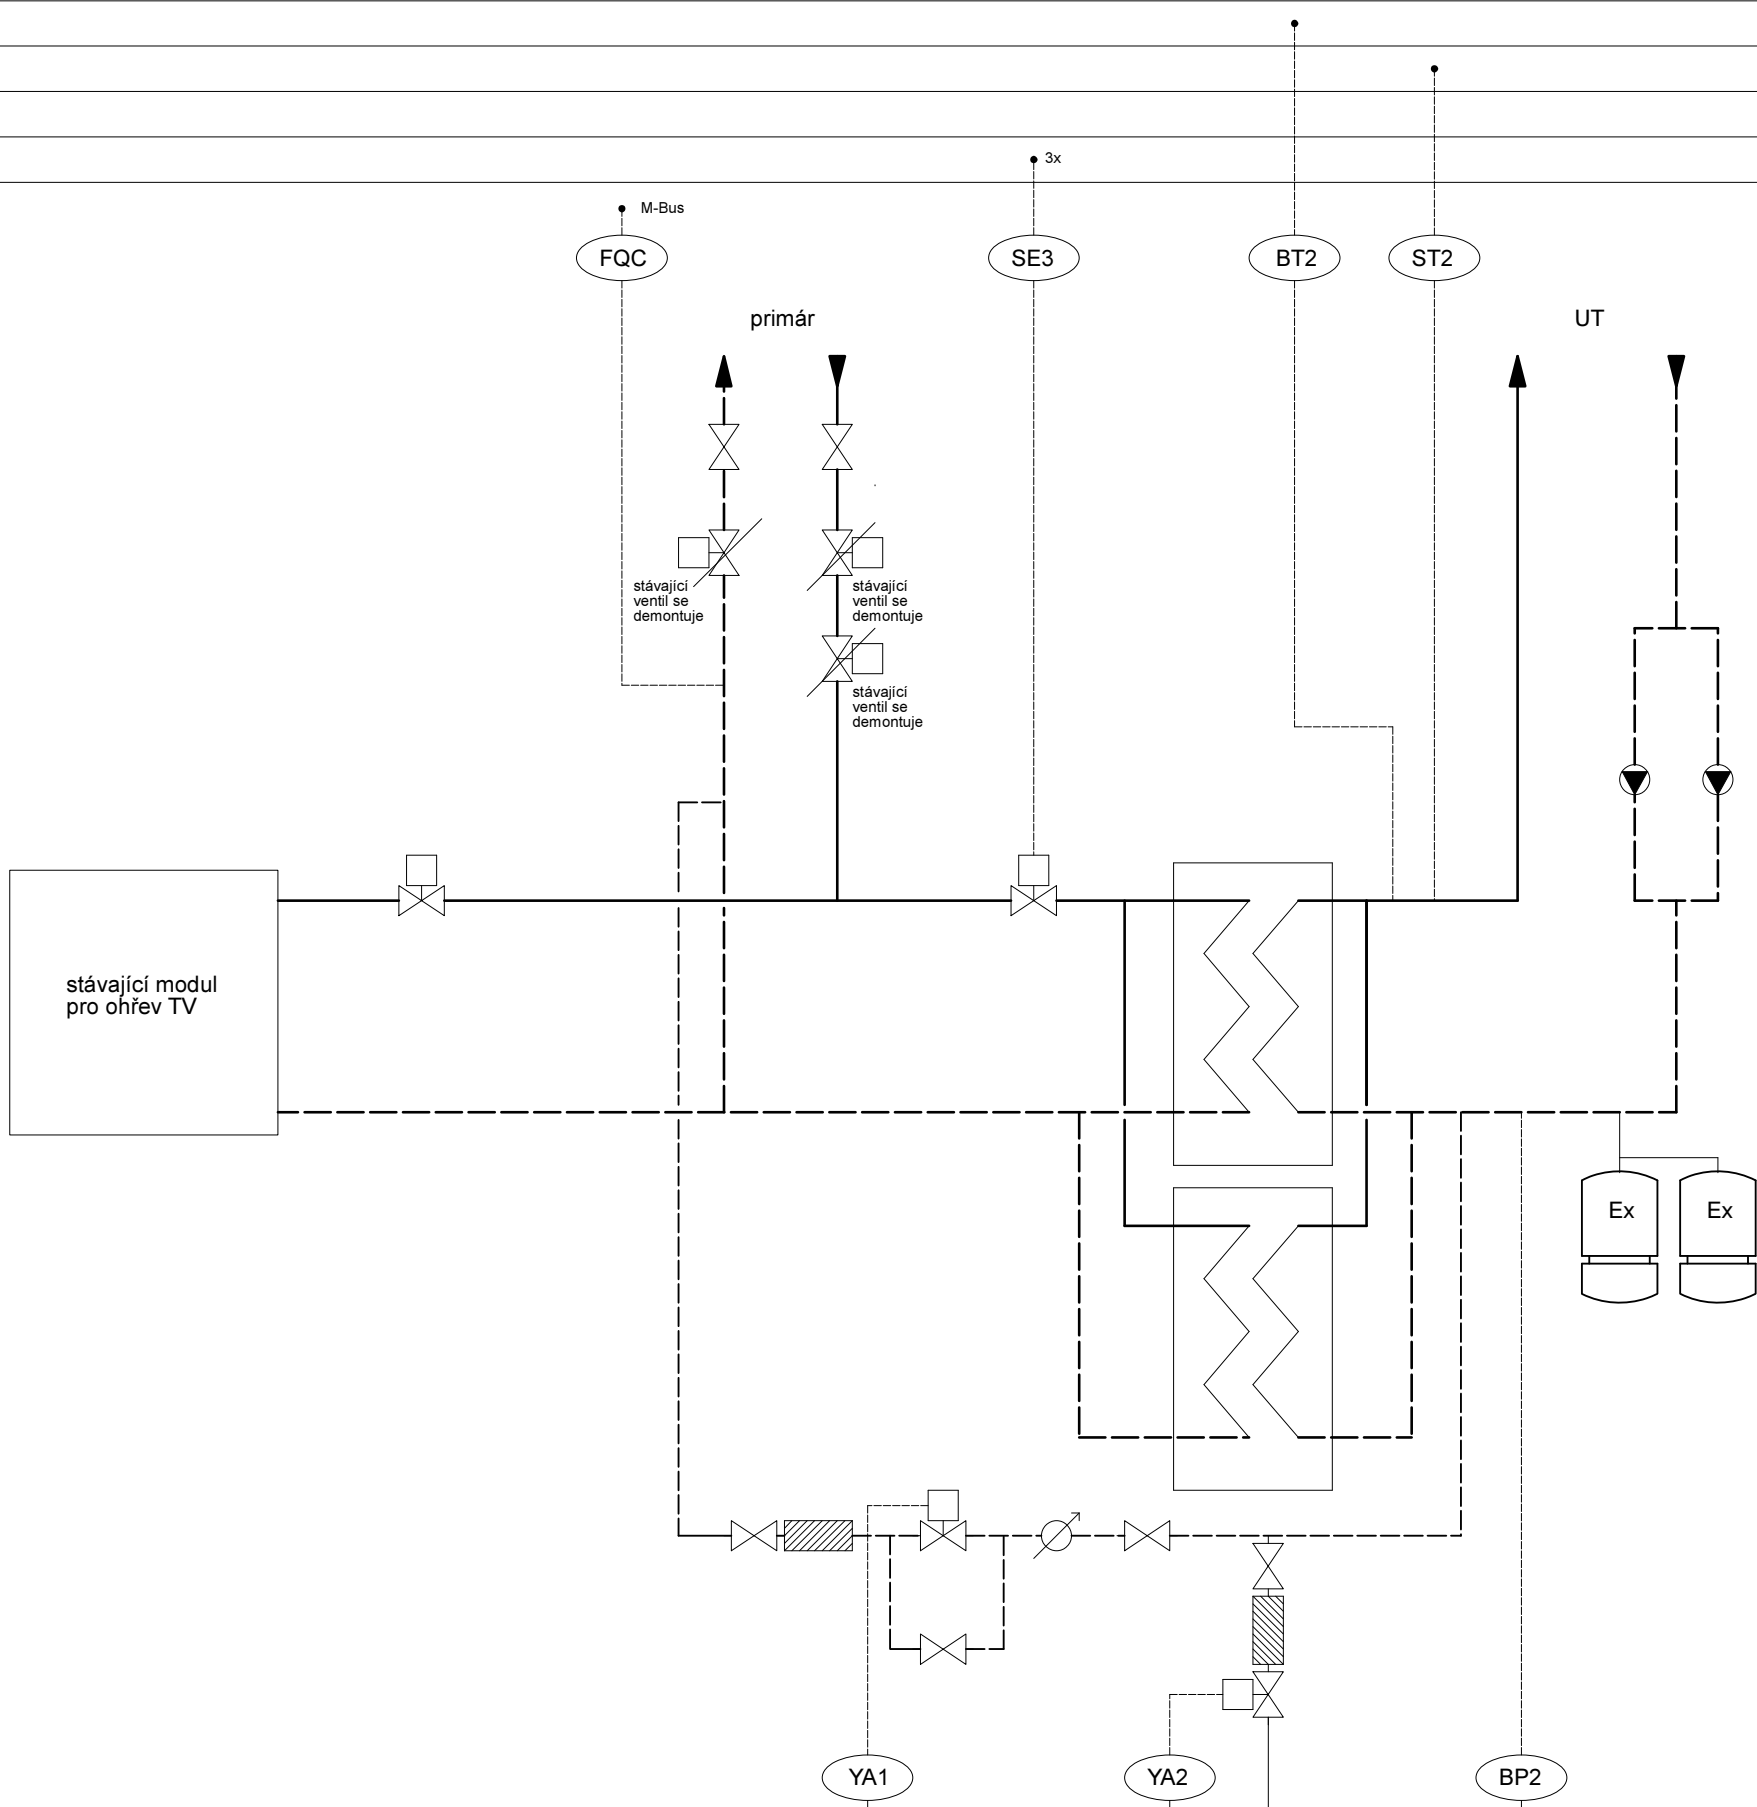 3x
M-Bus
FQC
SE3
BT2
ST2
primár
UT
stávající
ventil se
demontuje
stávající
ventil se
demontuje
stávající
ventil se
demontuje
stávající modul
pro ohřev TV
Ex
Ex
YA1
YA2
BP2